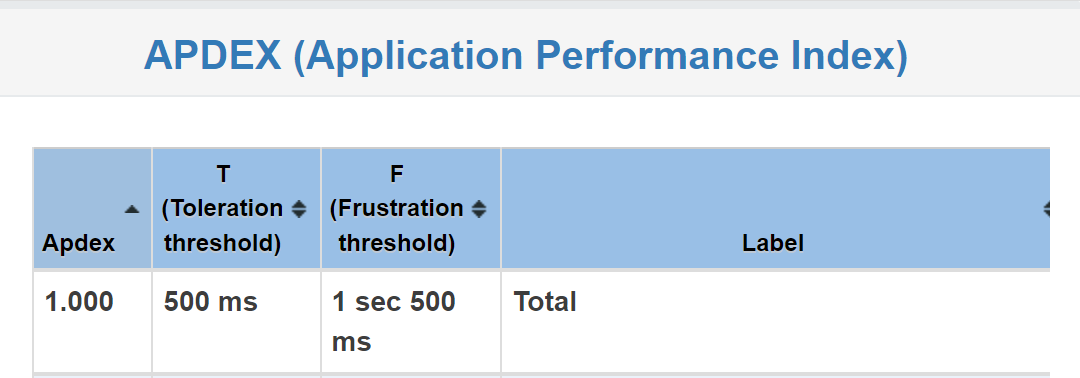 APDEX (Application Performance Index)
Apdex
T (Toleration threshold)
F (Frustration threshold)
Label
1.000
500 ms
1 sec 500 ms
Total